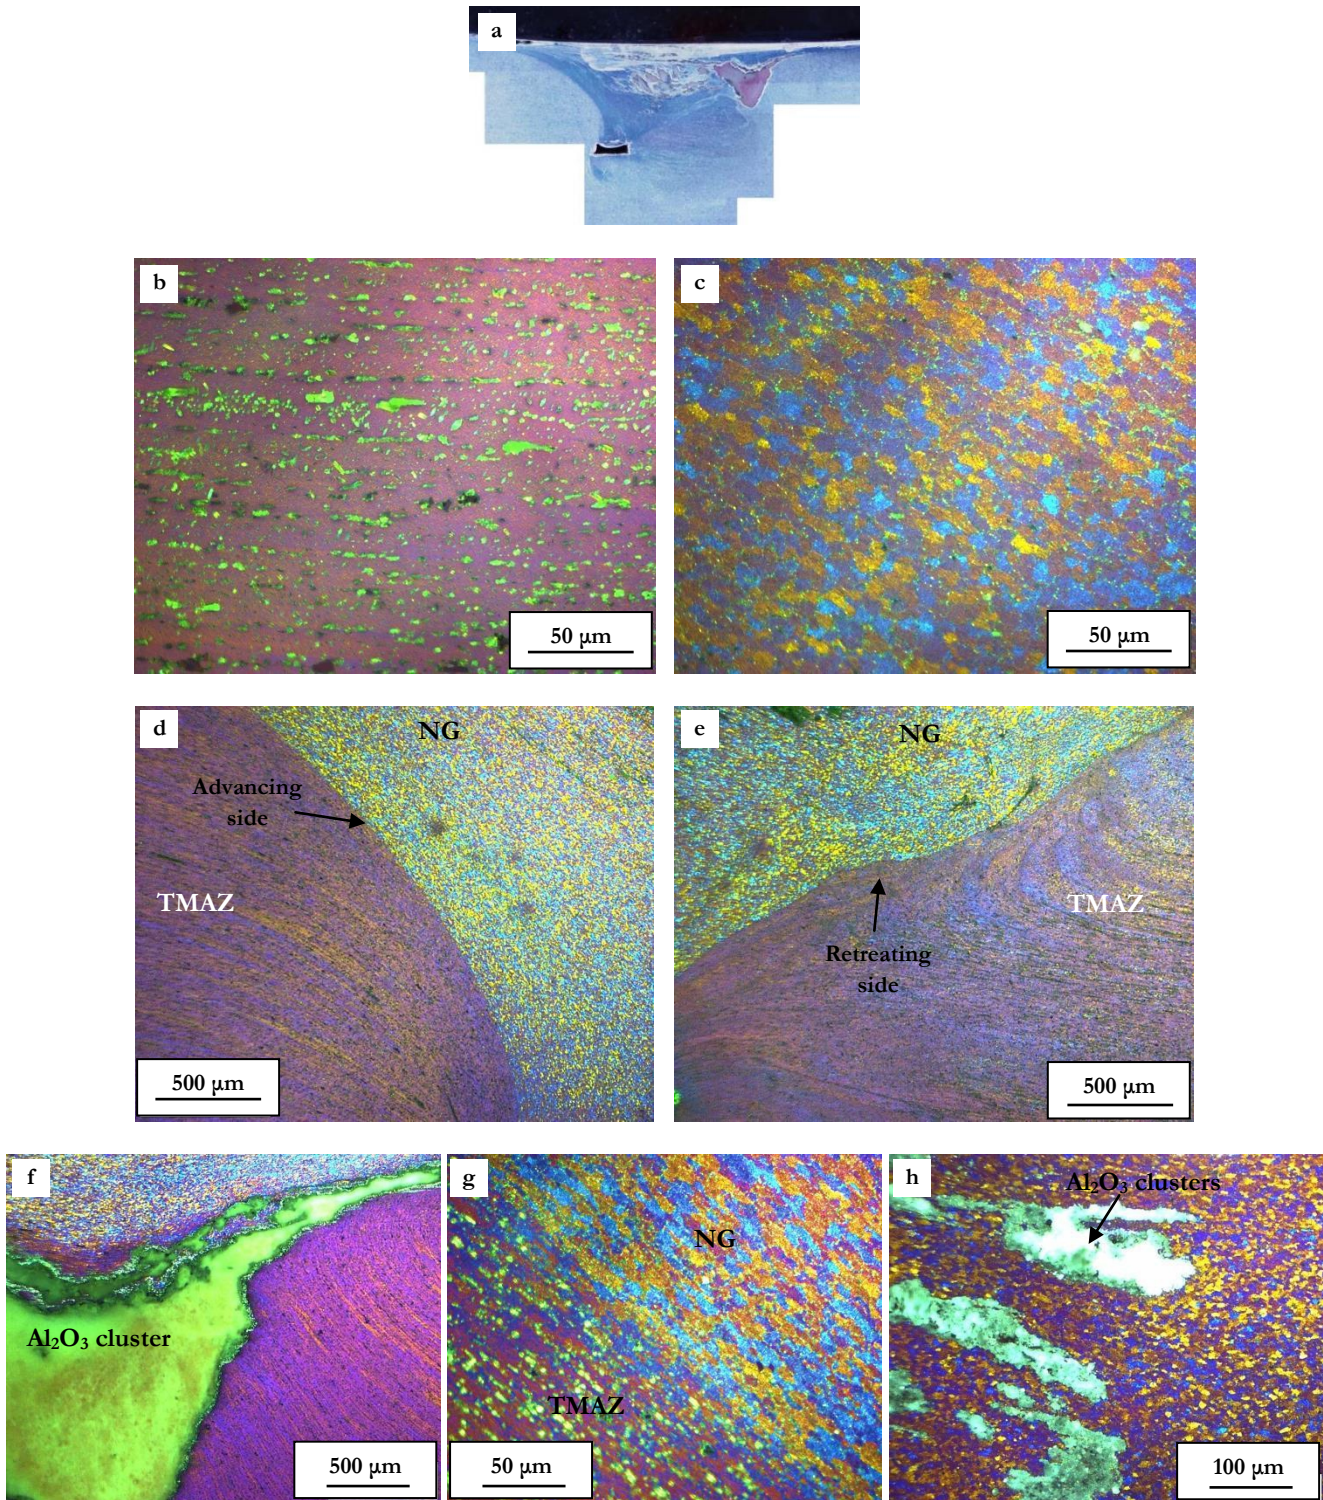 a
b
c
50 µm
50 µm
d
NG
Advancing
side
TMAZ
500 µm
e
NG
TMAZ
Retreating
side
500 µm
f
Al₂O₃ cluster
500 µm
g
NG
TMAZ
50 µm
h
Al₂O₃ clusters
100 µm